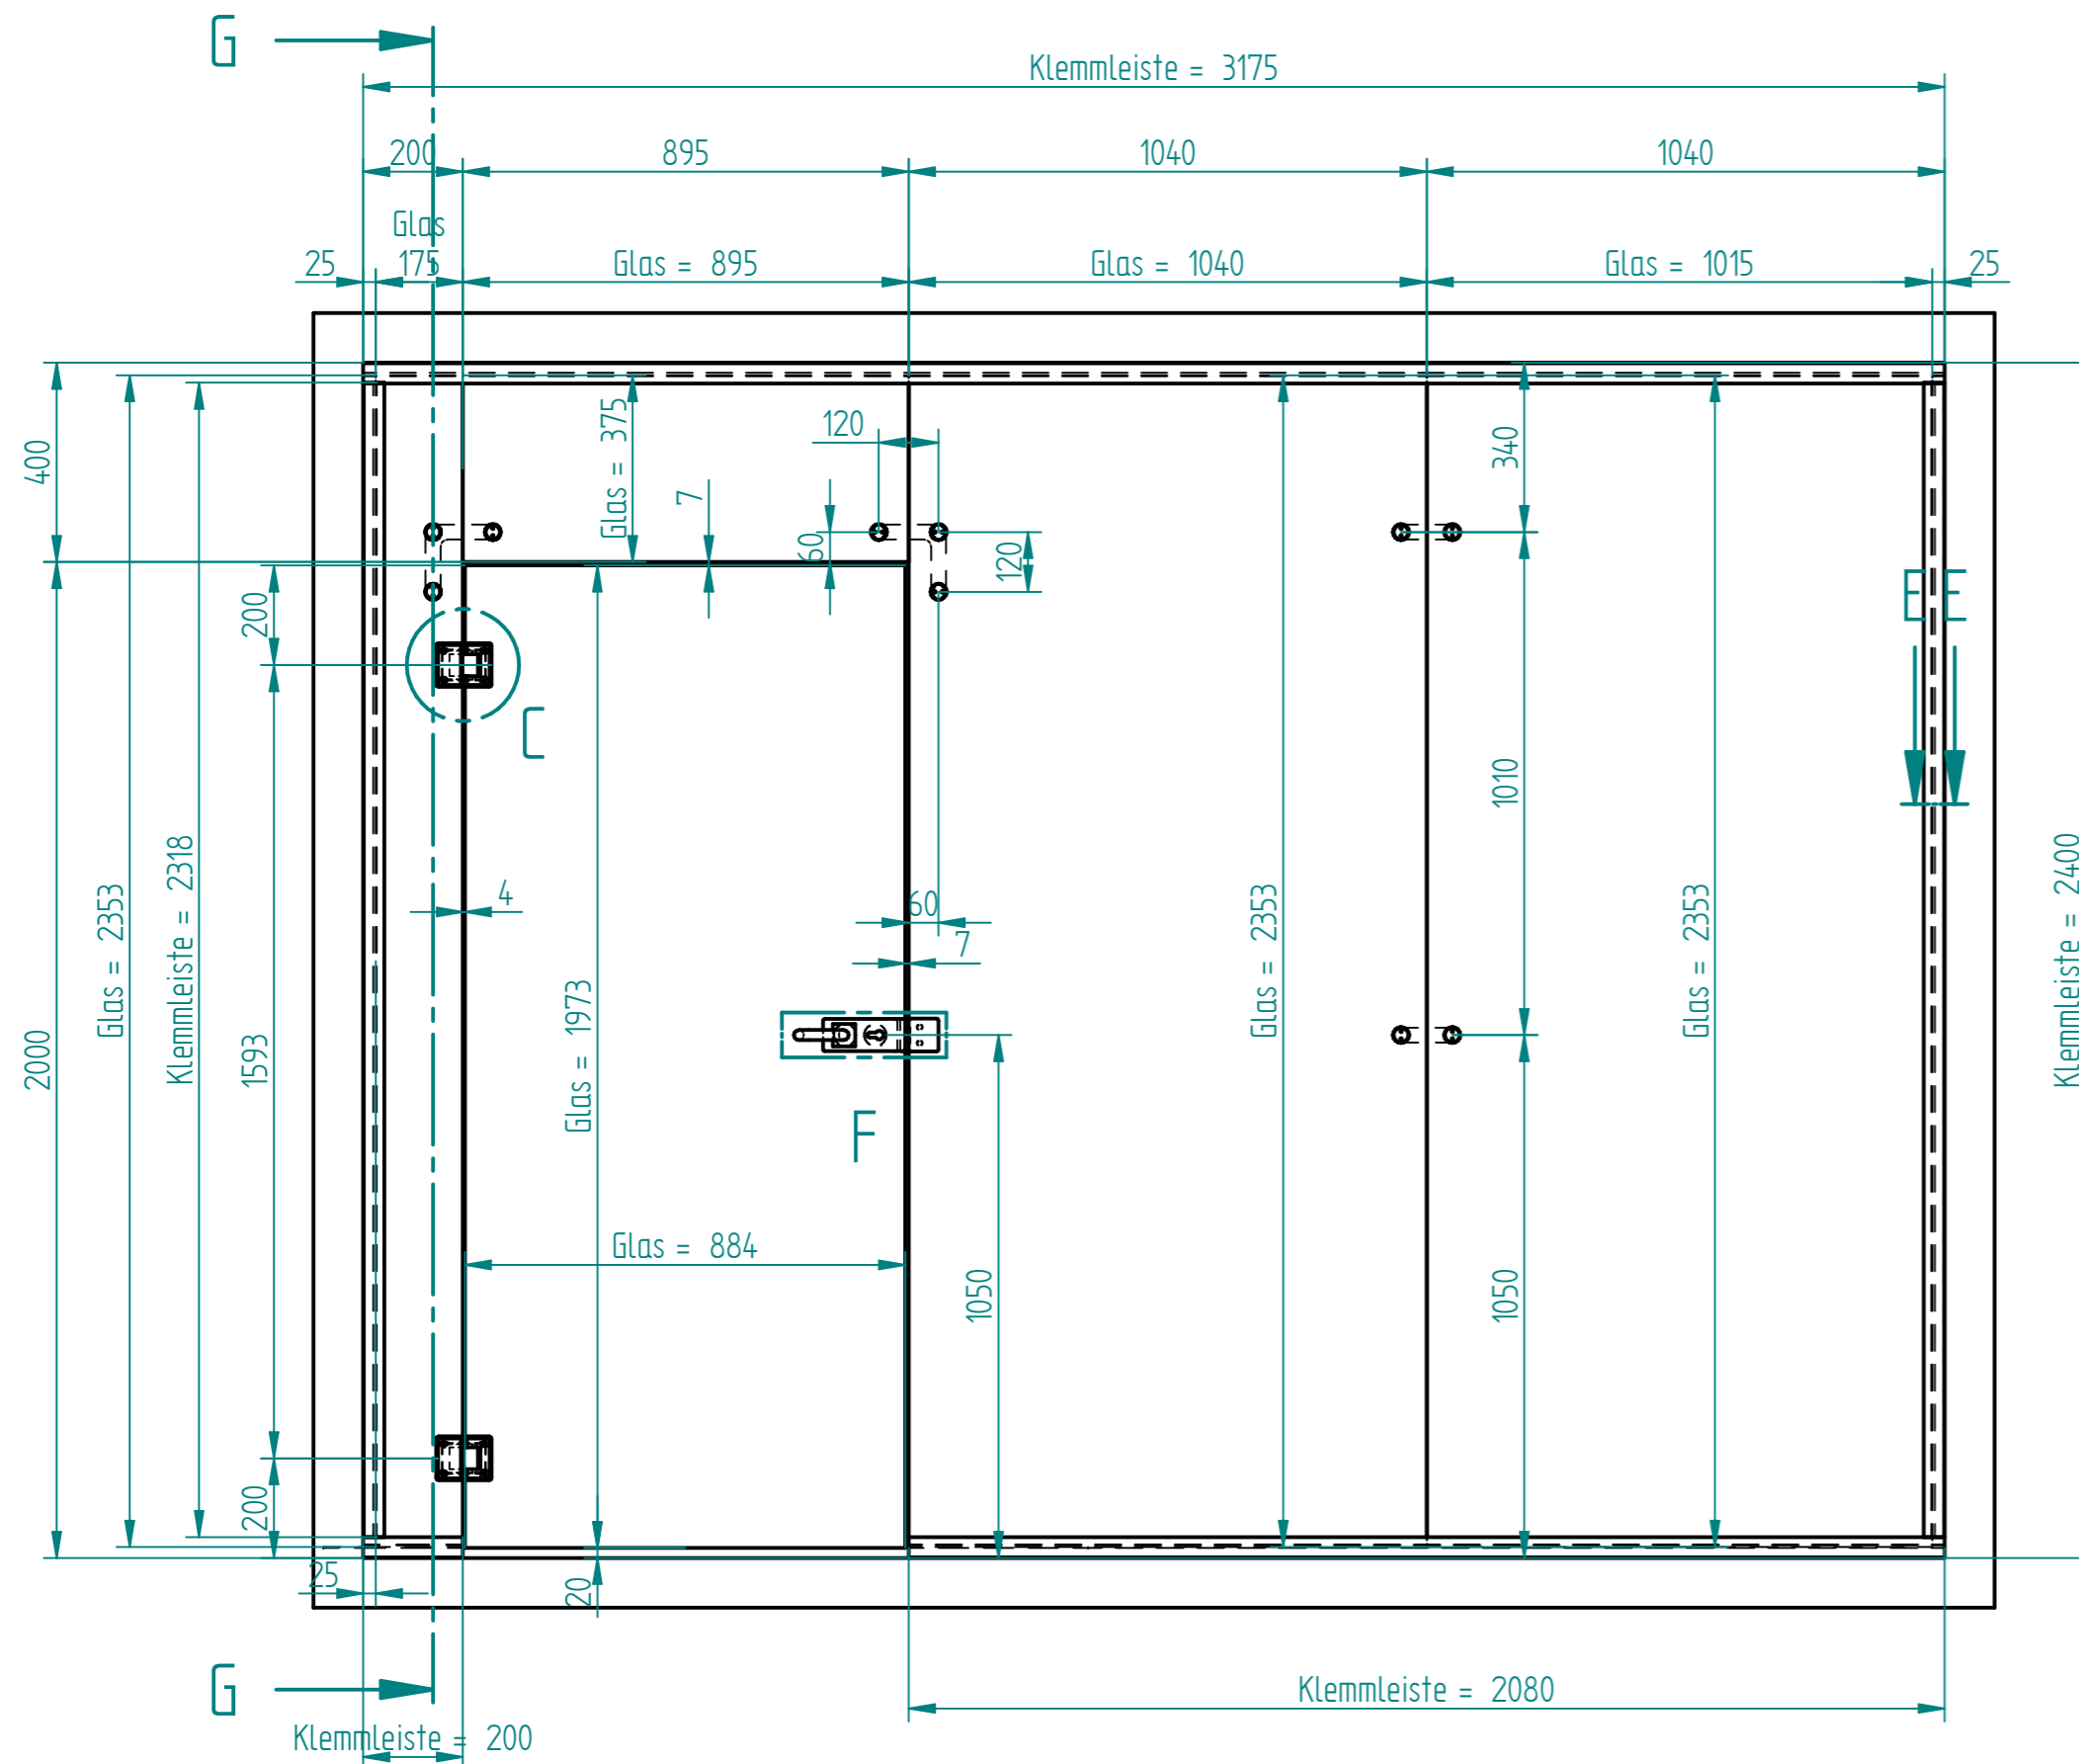 G
Klemmleiste = 3175
200
895
1040
1040
Glas
25
175
Glas = 895
Glas = 1040
Glas = 1015
25
400
Glas = 375
120
340
7
60
120
200
E E
C
1010
Glas = 2353
Klemmleiste = 2318
4
60
7
Glas = 2353
Glas = 2353
Klemmleiste = 2400
2000
1593
Glas = 1973
F
Glas = 884
1050
1050
200
25
20
G
Klemmleiste = 2080
Klemmleiste = 200